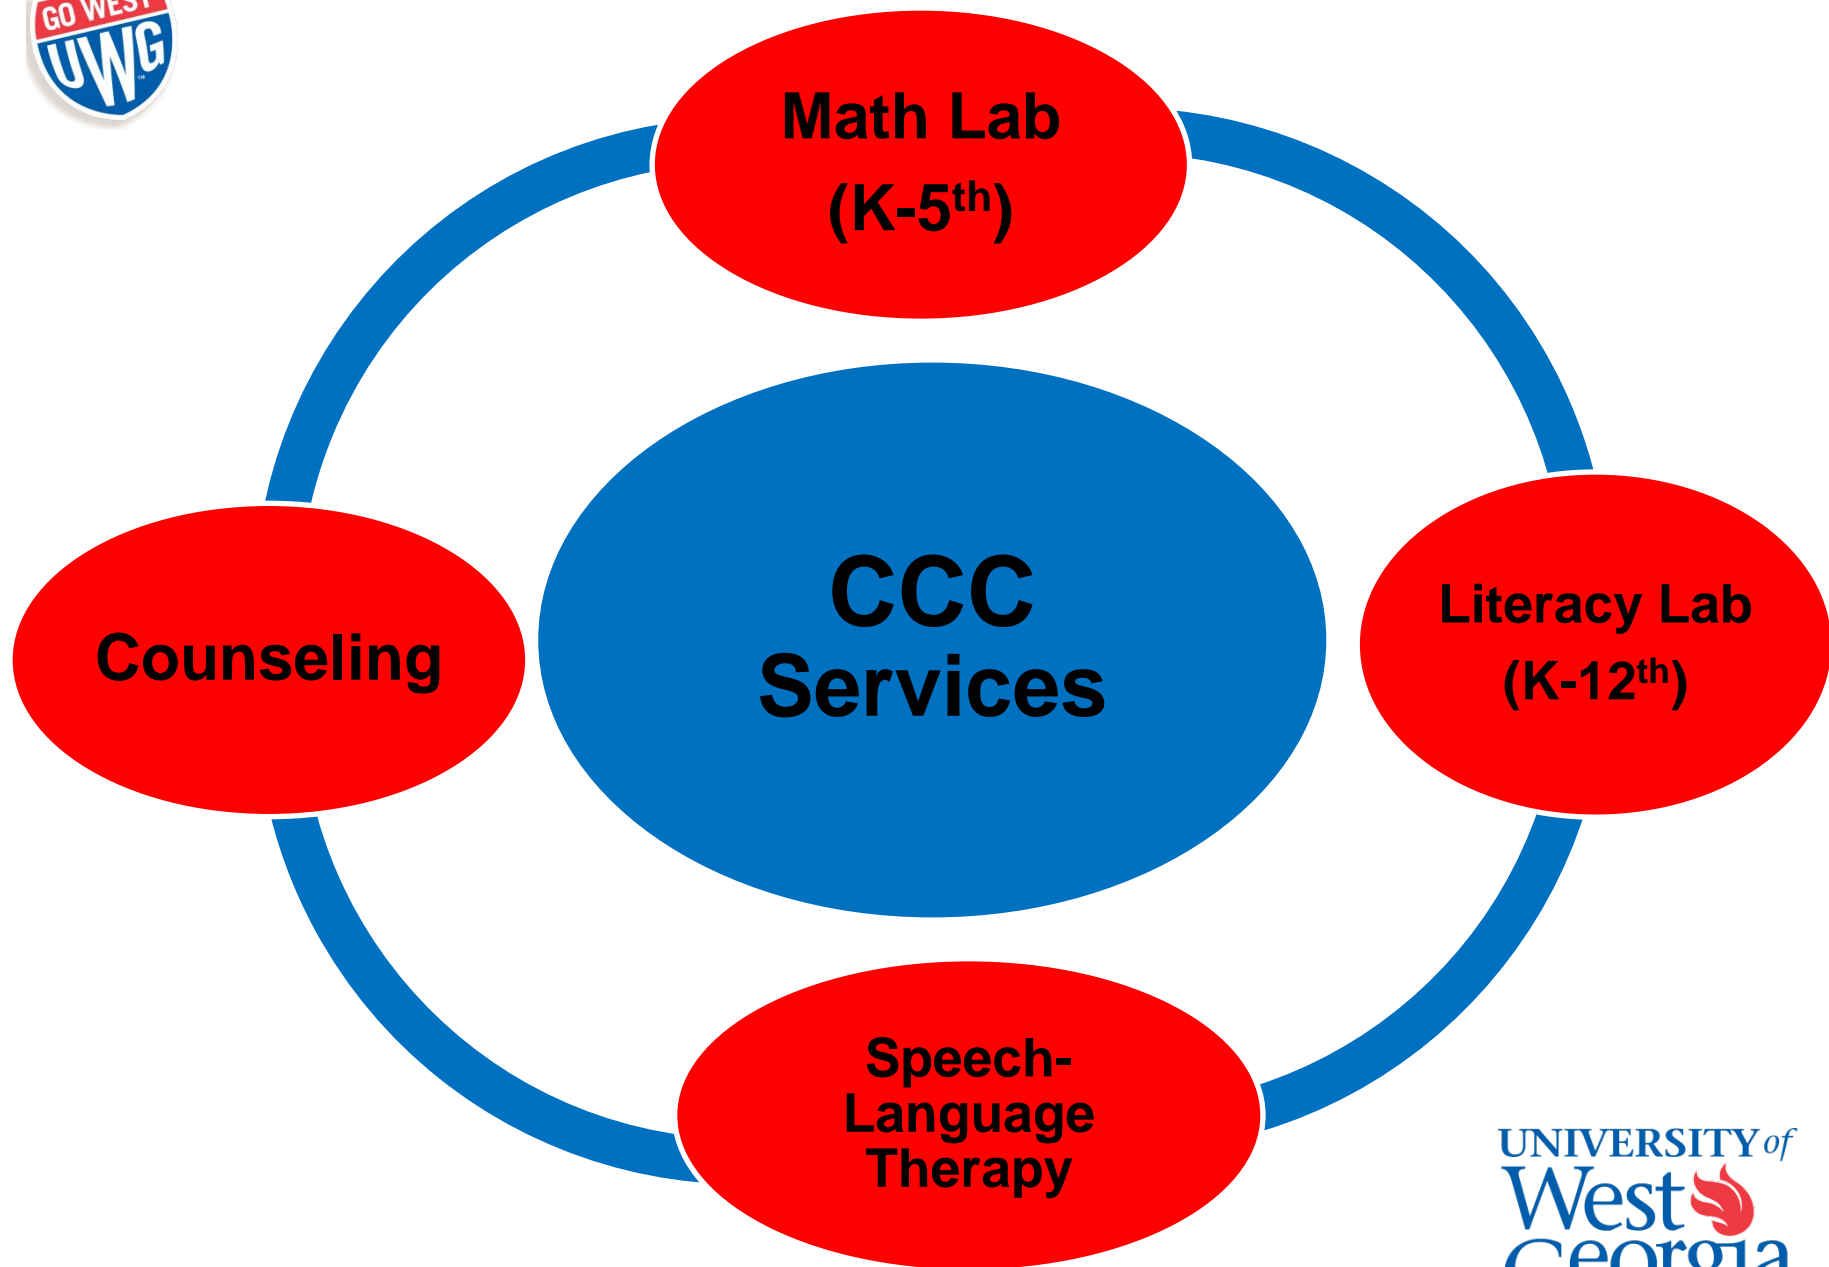 GO WEST
UWG
Math Lab
(K-5th)
Counseling
CCC
Services
Literacy Lab
(K-12th)
Speech-
Language
Therapy
UNIVERSITY of
West
Georgia